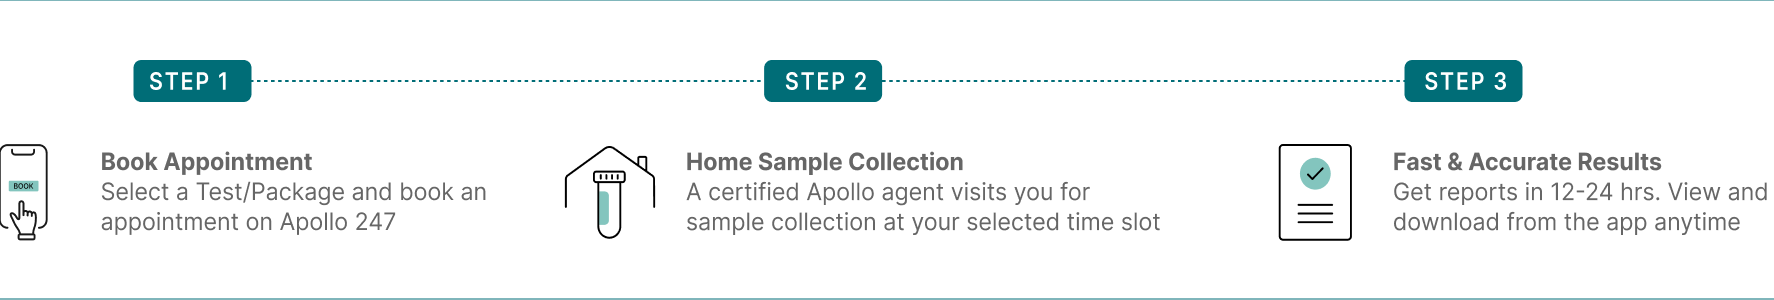 STEP 1
STEP 2
STEP 3
BOOK
Book Appointment
Select a Test/Package and book an
appointment on Apollo 247
Home Sample Collection
A certified Apollo agent visits you for
sample collection at your selected time slot
Fast & Accurate Results
Get reports in 12-24 hrs. View and
download from the app anytime